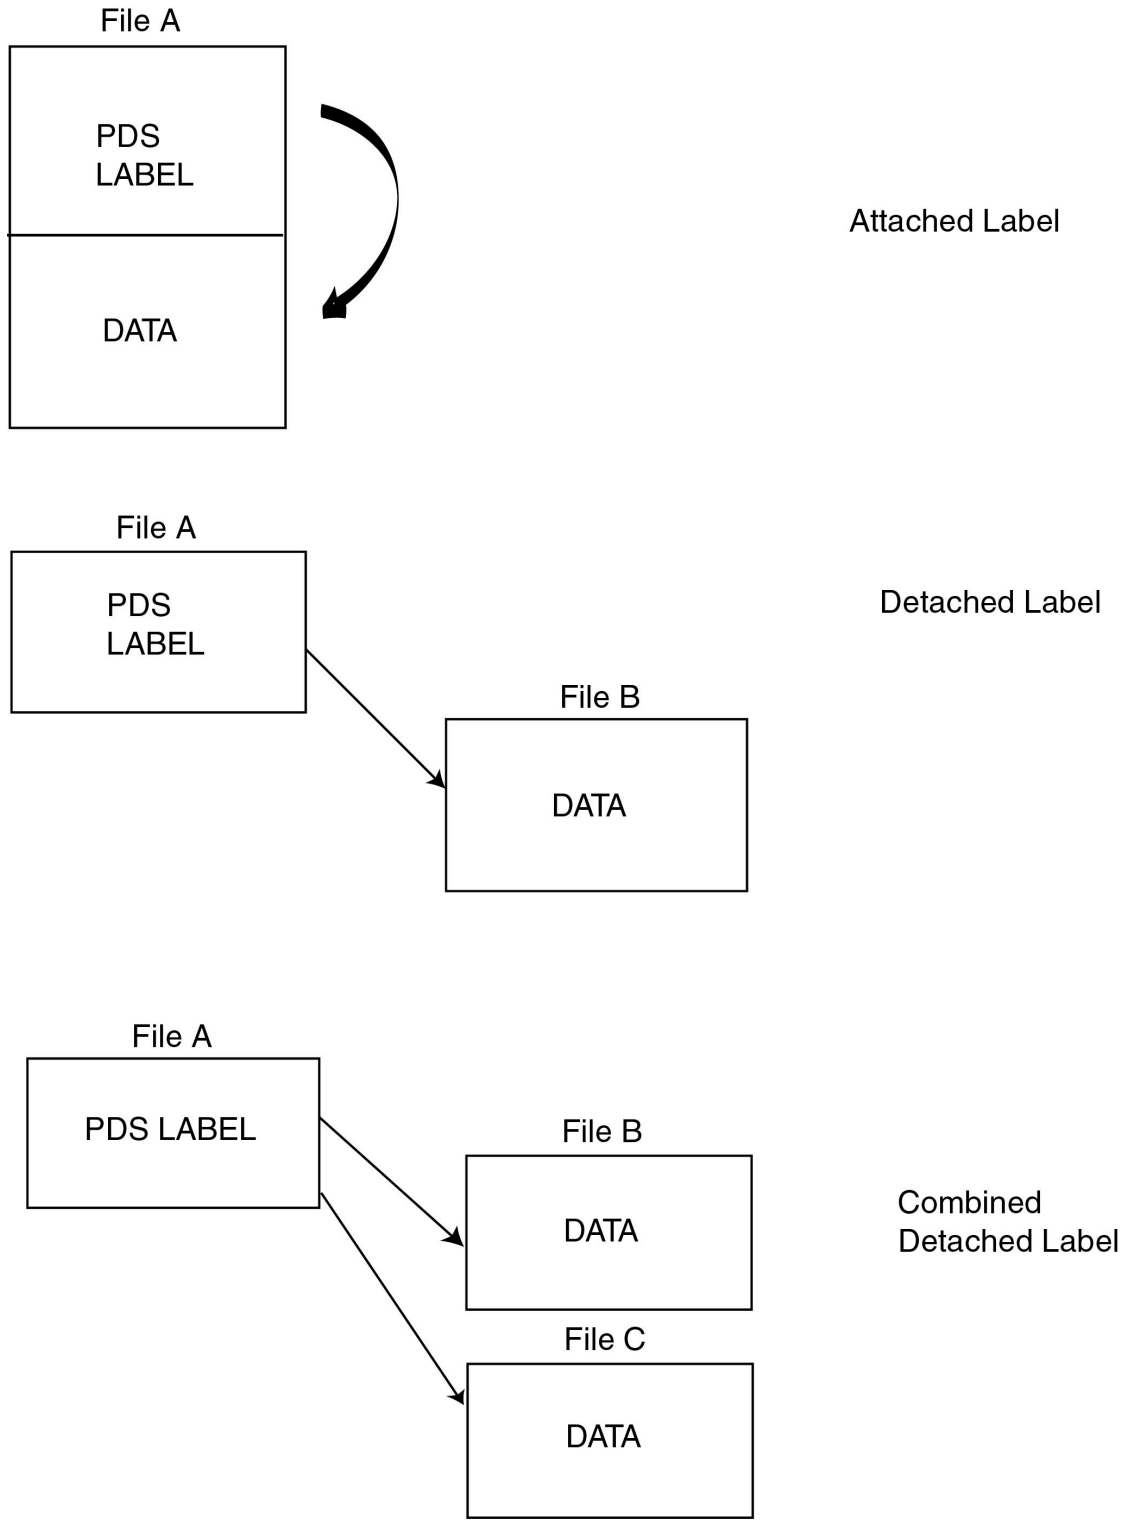 File A
PDS
LABEL
Attached Label
DATA
File A
PDS
LABEL
Detached Label
File B
DATA
File A
PDS LABEL
File B
DATA
Combined
Detached Label
File C
DATA